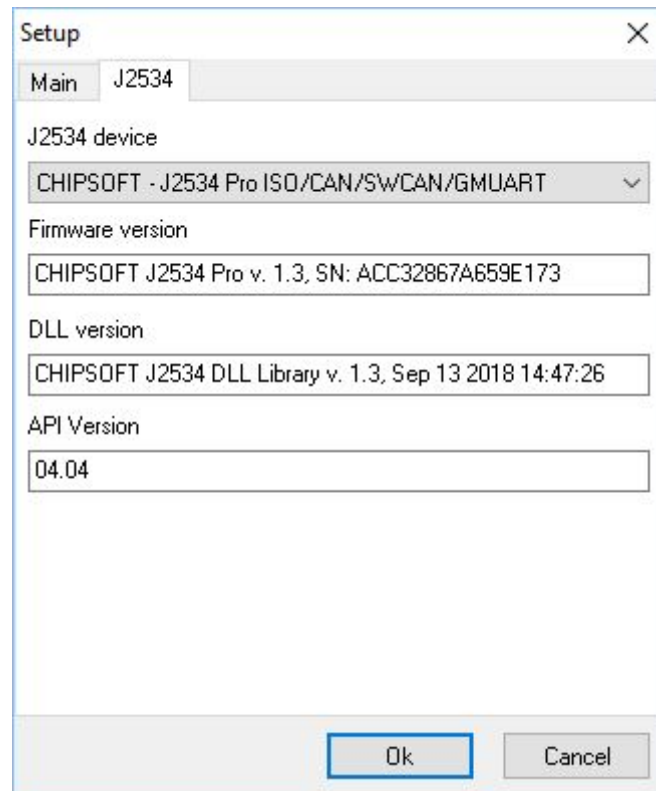 Setup
Main J2534
J2534 device
CHIPSOFT - J2534 Pro ISO/CAN/SWCAN/GMUART
Firmware version
CHIPSOFT J2534 Pro v. 1.3, SN: ACC32867A659E173
DLL version
CHIPSOFT J2534 DLL Library v. 1.3, Sep 13 2018 14:47:26
API Version
04.04
Ok Cancel